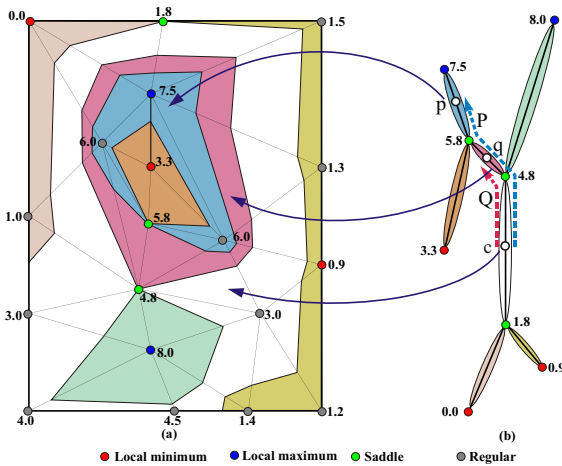 0.0
1.8
1.5
7.5
6.0
3.3
1.3
5.8
6.0
1.0
0.9
4.8
3.0
3.0
8.0
4.0
4.5
1.4
1.2
(a)
8.0
7.5
p
P
5.8
q
4.8
Q
3.3
c
1.8
0.9
0.0
(b)
Local minimum
Local maximum
Saddle
Regular